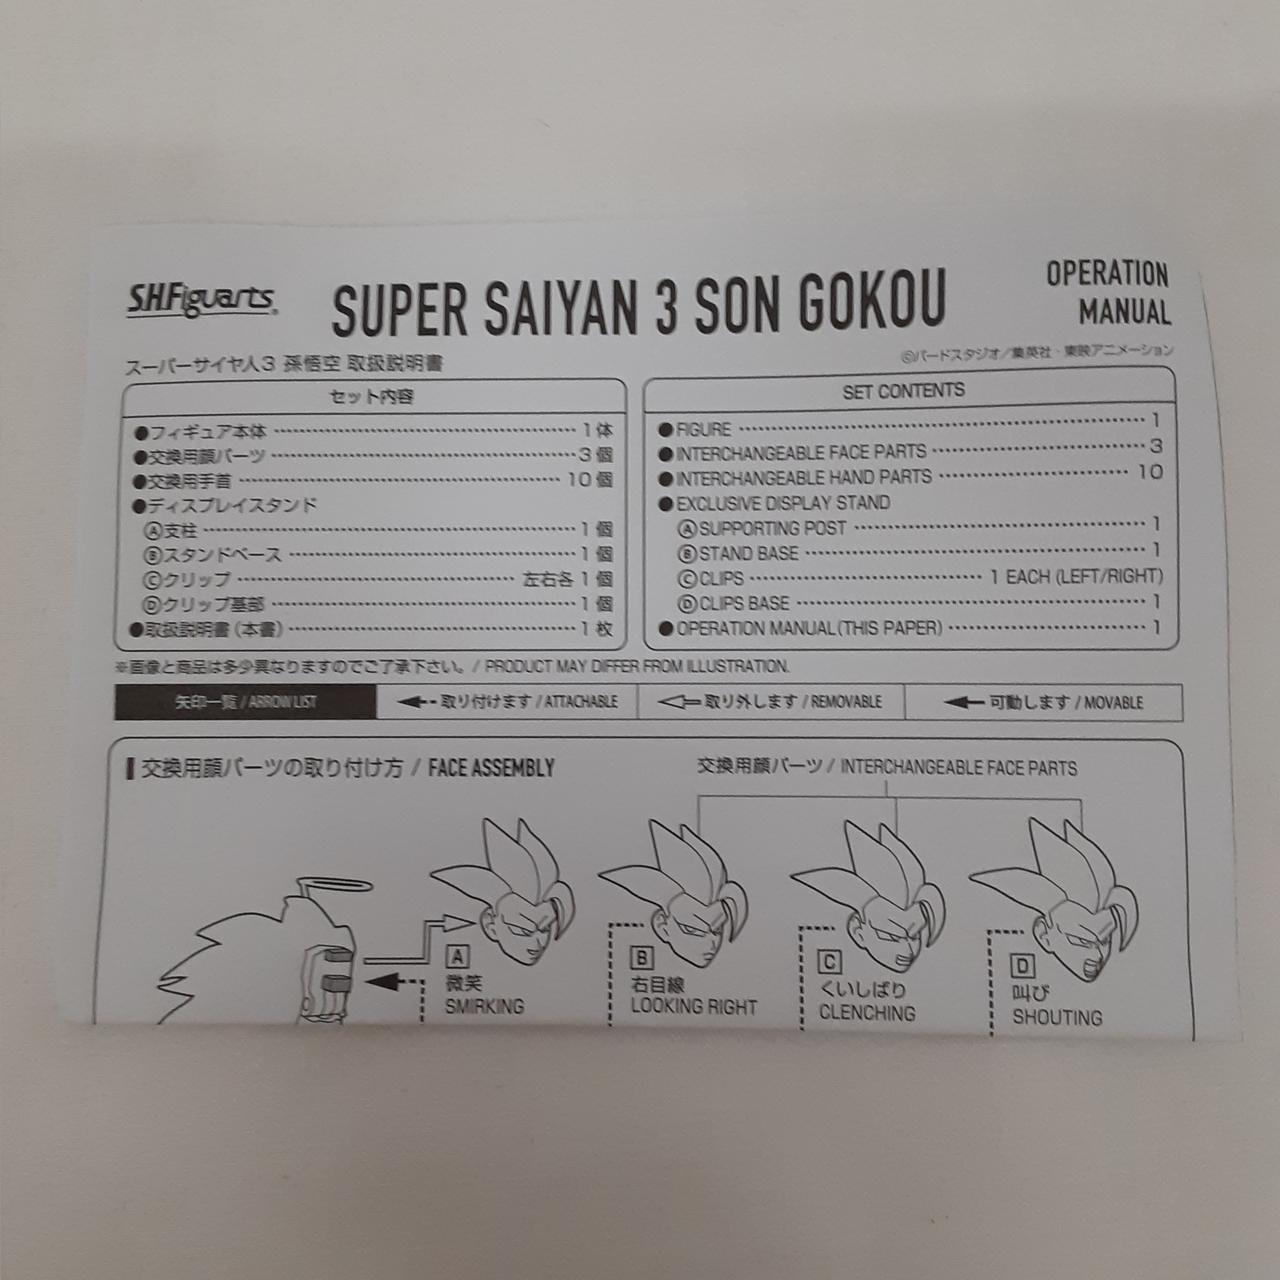 S.H.Figuarts
SUPER SAIYAN 3 SON GOKOU
OPERATION
MANUAL
スーパーサイヤ人3 孫悟空 取扱説明書
©バードスタジオ/集英社・東映アニメーション
セット内容
●フィギュア本体 1体
●交換用顔パーツ 3個
●交換用手首 10個
●ディスプレイスタンド
Ⓐ支柱 1個
Ⓑスタンドベース 1個
Ⓒクリップ 左右各1個
Ⓓクリップ基部 1個
●取扱説明書(本書) 1枚
SET CONTENTS
●FIGURE 1
●INTERCHANGEABLE FACE PARTS 3
●INTERCHANGEABLE HAND PARTS 10
●EXCLUSIVE DISPLAY STAND
ⒶSUPPORTING POST 1
ⒷSTAND BASE 1
ⒸCLIPS 1 EACH (LEFT/RIGHT)
ⒹCLIPS BASE 1
●OPERATION MANUAL(THIS PAPER) 1
※画像と商品は多少異なりますのでご了承下さい。/ PRODUCT MAY DIFFER FROM ILLUSTRATION.
矢印一覧 / ARROW LIST
取り付けます / ATTACHABLE
取り外します / REMOVABLE
可動します / MOVABLE
交換用顔パーツの取り付け方 / FACE ASSEMBLY
交換用顔パーツ / INTERCHANGEABLE FACE PARTS
A
微笑
SMIRKING
B
右目線
LOOKING RIGHT
C
くいしばり
CLENCHING
D
叫び
SHOUTING